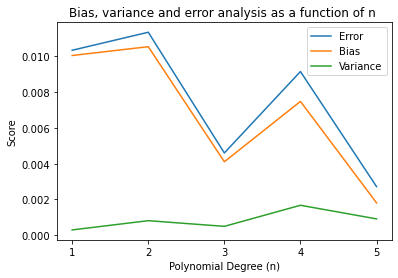 Bias, variance and error analysis as a function of n
Error
Bias
Variance
0.010
0.008
0.006
0.004
0.002
0.000
Score
1 2 3 4 5
Polynomial Degree (n)